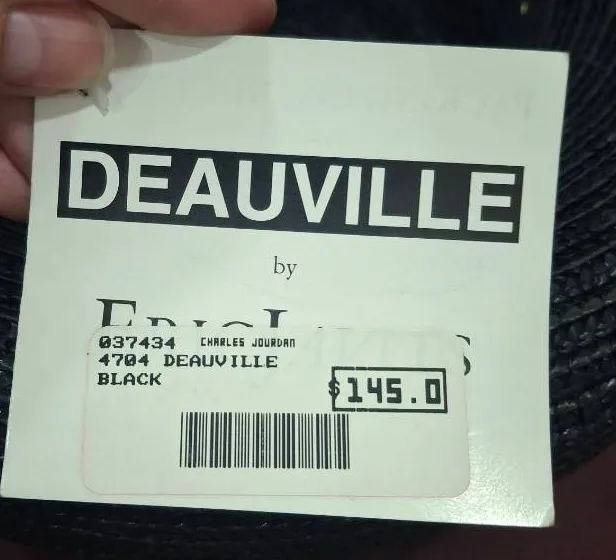 DEAUVILLE
by
037434 CHARLES JOURDAN
4704 DEAUVILLE
BLACK
$145.0